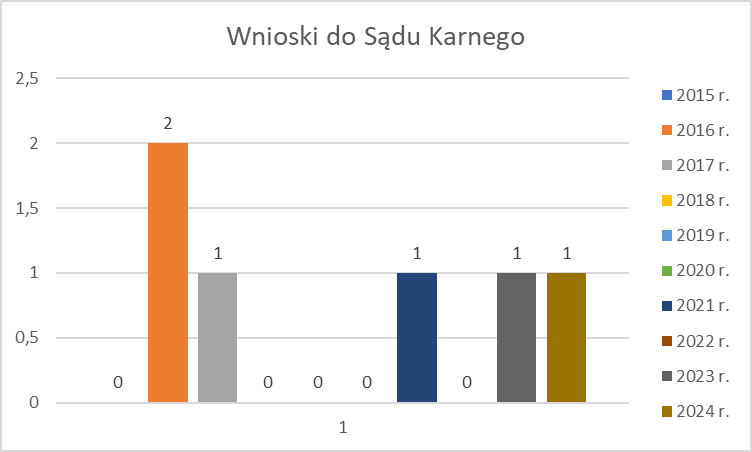 Wnioski do Sądu Karnego
2,5
2
1,5
1
0,5
0
0
2
1
0
0
0
1
0
1
1
1
2015 r.
2016 r.
2017 r.
2018 r.
2019 r.
2020 r.
2021 r.
2022 r.
2023 r.
2024 r.